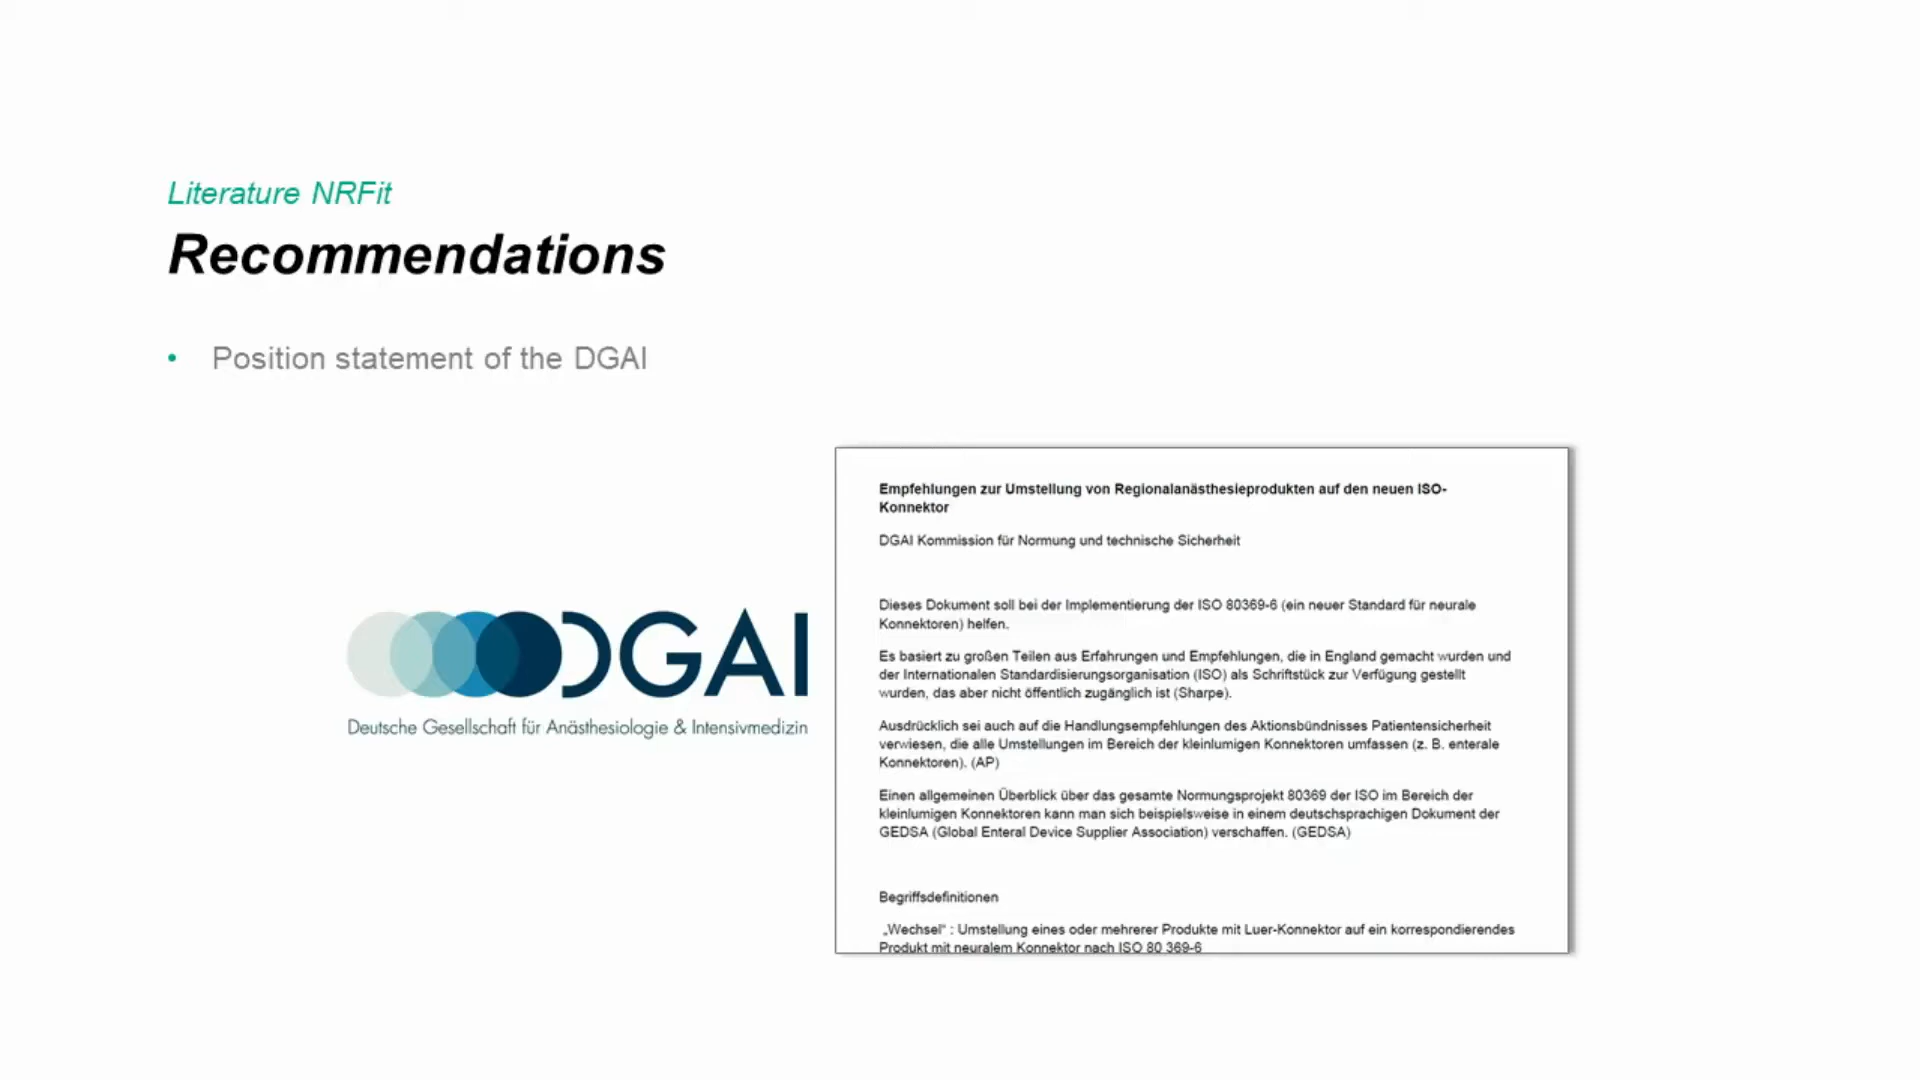 Literature NRFit
Recommendations
• Position statement of the DGAI
DGAI
Deutsche Gesellschaft für Anästhesiologie & Intensivmedizin
Empfehlungen zur Umstellung von Regionalanästhesieprodukten auf den neuen ISO-
Konnektor
DGAI Kommission für Normung und technische Sicherheit
Dieses Dokument soll bei der Implementierung der ISO 80369-6 (ein neuer Standard für neurale
Konnektoren) helfen.
Es basiert zu großen Teilen aus Erfahrungen und Empfehlungen, die in England gemacht wurden und
der Internationalen Standardisierungsorganisation (ISO) als Schriftstück zur Verfügung gestellt
wurden, das aber nicht öffentlich zugänglich ist (Sharpe).
Ausdrücklich sei auch auf die Handlungsempfehlungen des Aktionsbündnisses Patientensicherheit
verwiesen, die alle Umstellungen im Bereich der kleinlumigen Konnektoren umfassen (z. B. enterale
Konnektoren). (AP)
Einen allgemeinen Überblick über das gesamte Normungsprojekt 80369 der ISO im Bereich der
kleinlumigen Konnektoren kann man sich beispielsweise in einem deutschsprachigen Dokument der
GEDSA (Global Enteral Device Supplier Association) verschaffen. (GEDSA)
Begriffsdefinitionen
„Wechsel“ : Umstellung eines oder mehrerer Produkte mit Luer-Konnektor auf ein korrespondierendes
Produkt mit neuralem Konnektor nach ISO 80 369-6